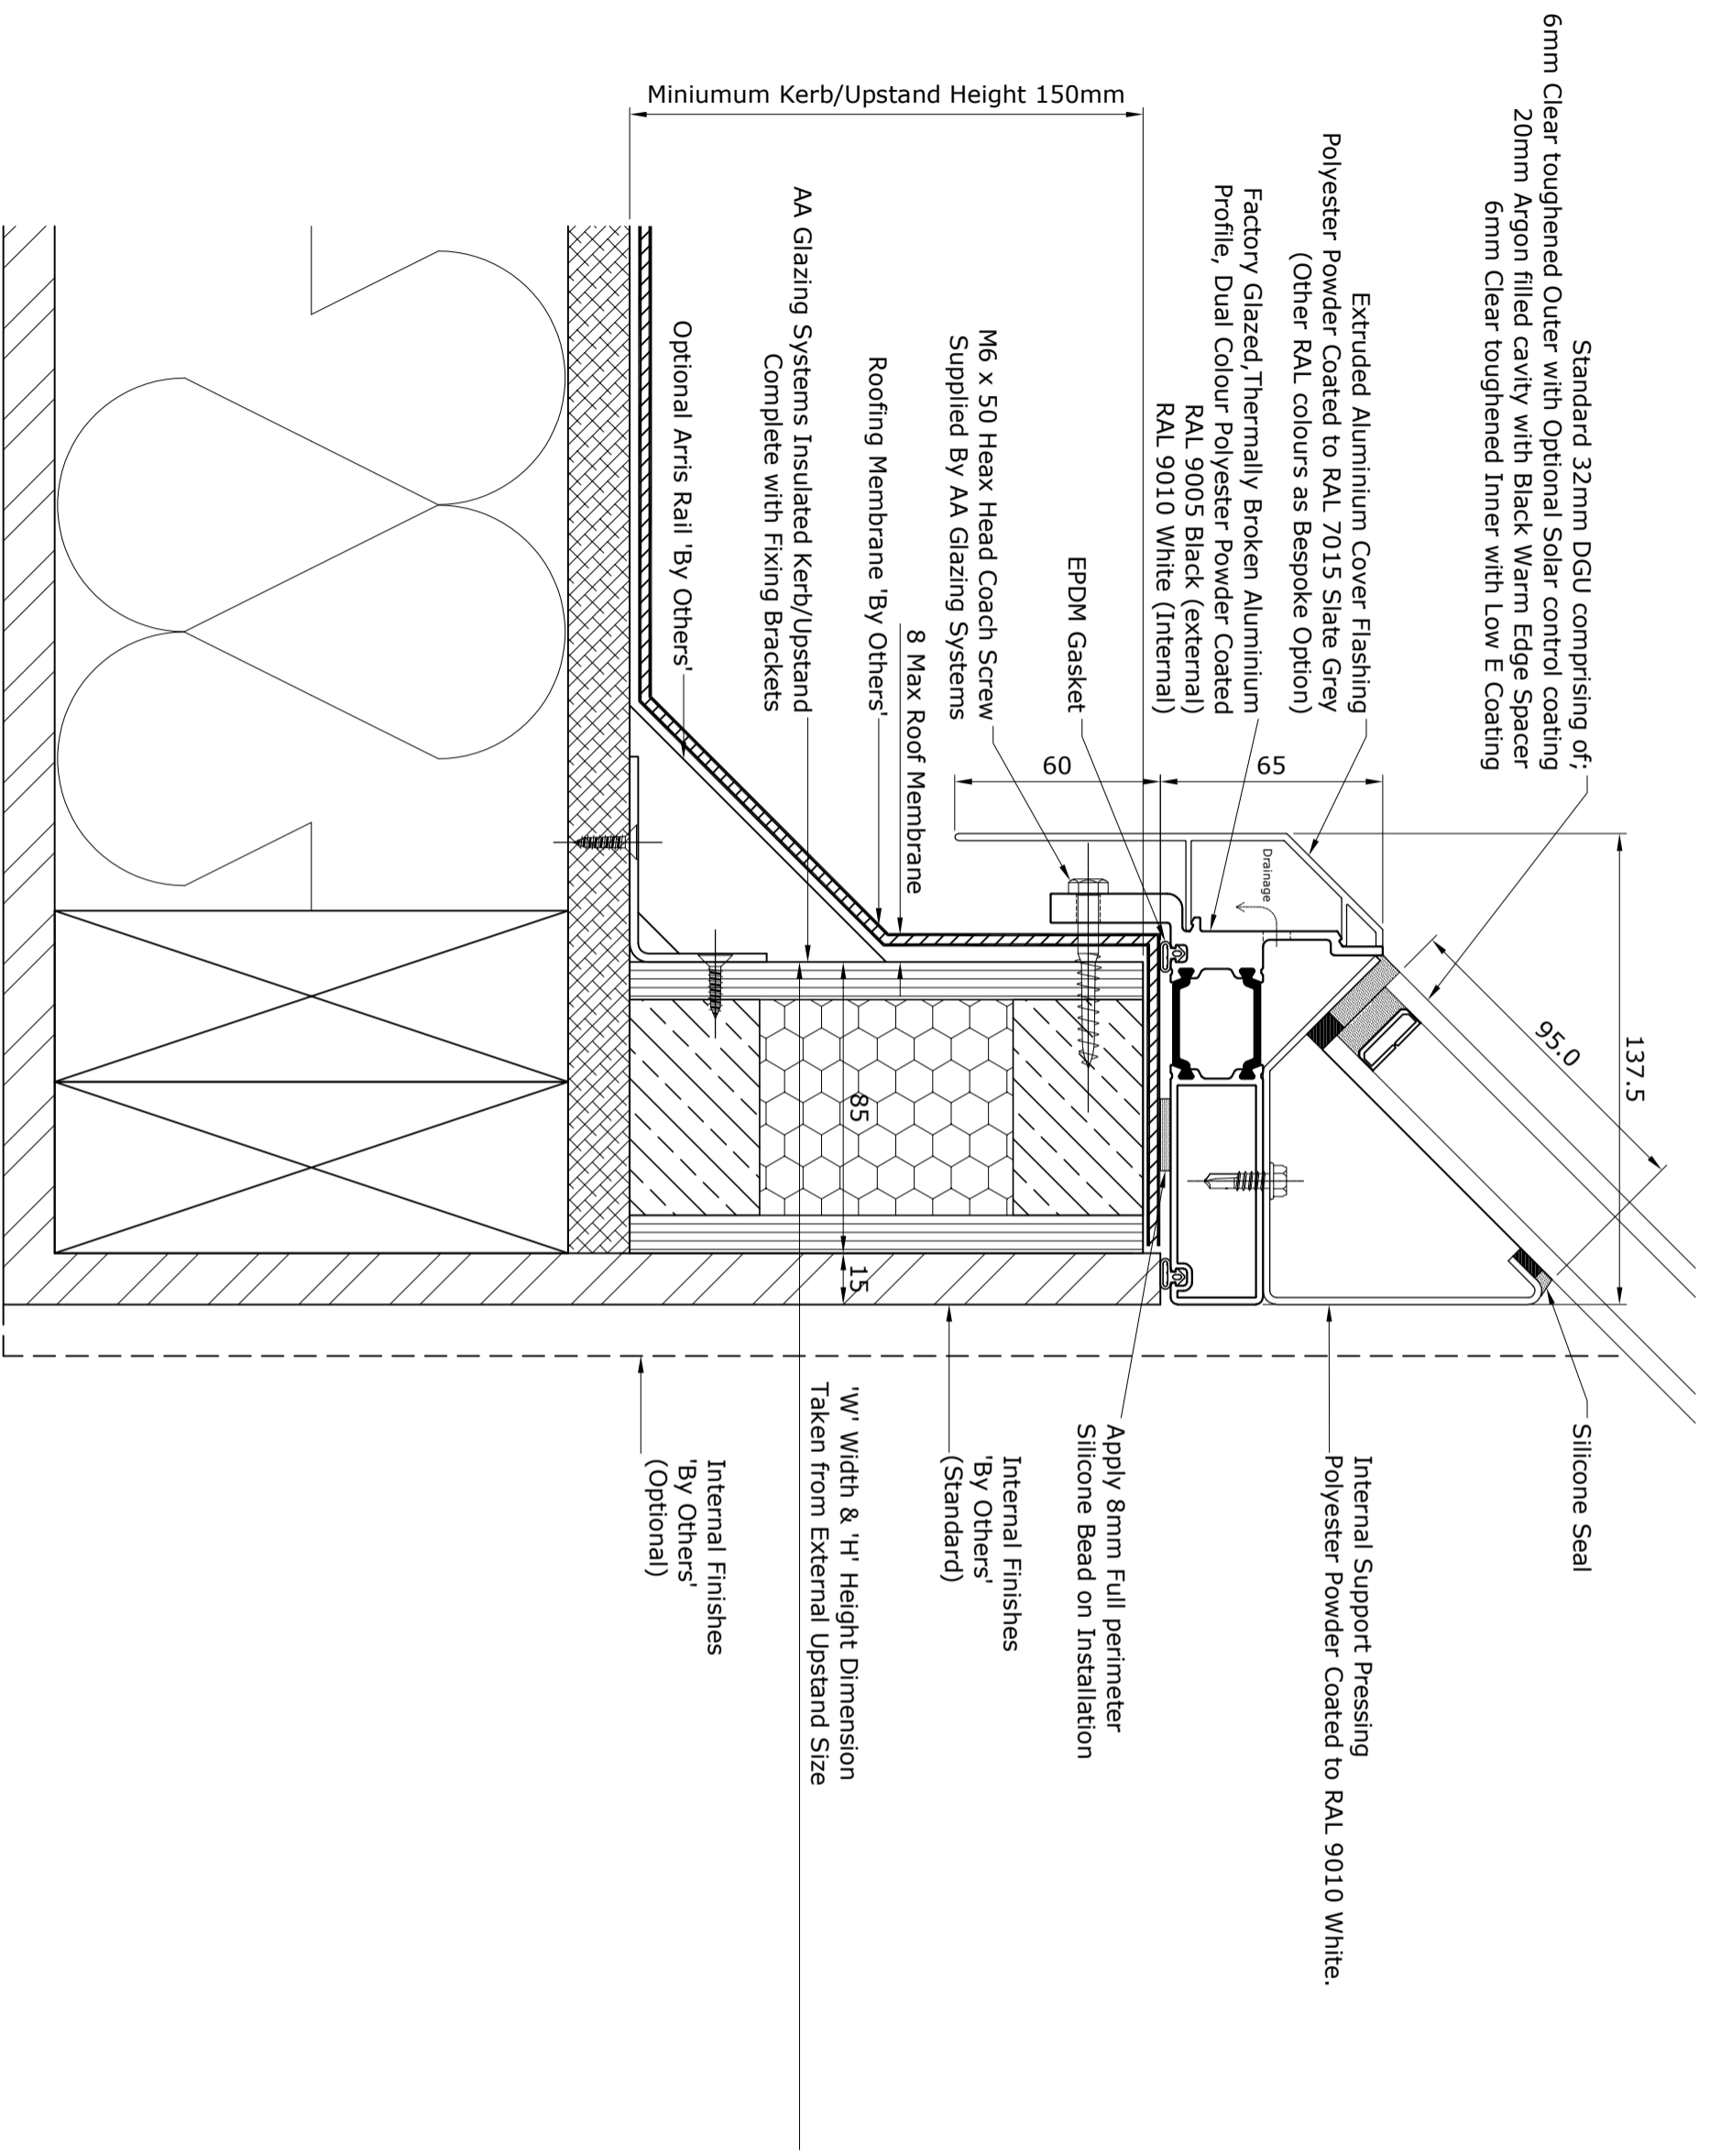 Standard 32mm DGU comprising of;
6mm Clear toughened Outer with Optional Solar control coating
20mm Argon filled cavity with Black Warm Edge Spacer
6mm Clear toughened Inner with Low E Coating
Extruded Aluminium Cover Flashing
Polyester Powder Coated to RAL 7015 Slate Grey
(Other RAL colours as Bespoke Option)
Factory Glazed,Thermally Broken Aluminium
Profile, Dual Colour Polyester Powder Coated
RAL 9005 Black (external)
RAL 9010 White (Internal)
EPDM Gasket
M6 x 50 Heax Head Coach Screw
Supplied By AA Glazing Systems
8 Max Roof Membrane
Roofing Membrane 'By Others'
AA Glazing Systems Insulated Kerb/Upstand
Complete with Fixing Brackets
Optional Arris Rail 'By Others'
Miniumum Kerb/Upstand Height 150mm
137.5
95.0
65
60
Drainage
85
15
Silicone Seal
Internal Support Pressing
Polyester Powder Coated to RAL 9010 White.
Apply 8mm Full perimeter
Silicone Bead on Installation
Internal Finishes
'By Others'
(Standard)
'W' Width & 'H' Height Dimension
Taken from External Upstand Size
Internal Finishes
'By Others'
(Optional)